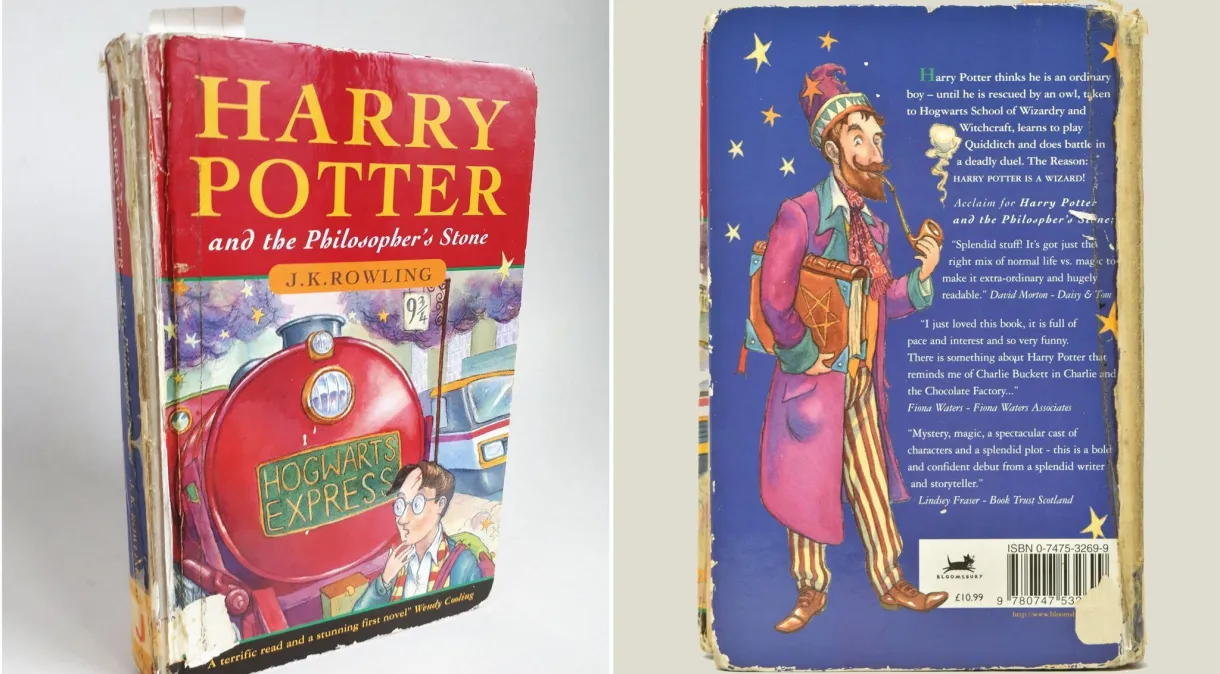 HARRY
POTTER
and the Philosopher's Stone
J.K.ROWLING
9¾
HOGWARTS
EXPRESS
"A terrific read and a stunning first novel" Wendy Cooling
J
Harry Potter thinks he is an ordinary
boy – until he is rescued by an owl, taken
to Hogwarts School of Wizardry and
Witchcraft, learns to play
Quidditch and does battle in
a deadly duel. The Reason:
HARRY POTTER IS A WIZARD!
Acclaim for Harry Potter
and the Philospher's Stone:
"Splendid stuff! It's got just the
right mix of normal life vs. magic to
make it extra-ordinary and hugely
readable." David Morton - Daisy & Tom
"I just loved this book, it is full of
pace and interest and so very funny.
There is something about Harry Potter that
reminds me of Charlie Buckett in Charlie and
the Chocolate Factory..."
Fiona Waters - Fiona Waters Associates
"Mystery, magic, a spectacular cast of
characters and a splendid plot - this is a bold
and confident debut from a splendid writer
and storyteller."
Lindsey Fraser - Book Trust Scotland
BLOOMSBURY
£10.99
ISBN 0-7475-3269-9
9 780747 532
http://www.blooms